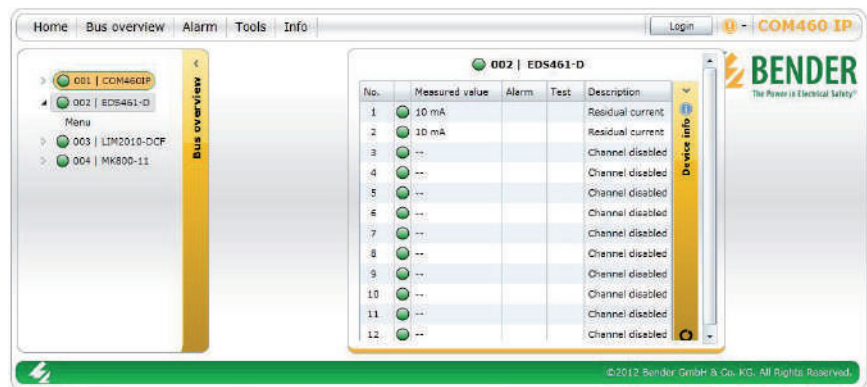 Home Bus overview Alarm Tools Info Login COM460 IP
001 | COM460IP
002 | EDS461-D
Menu
003 | LIM2010-DCF
004 | MK800-11
Bus overview
002 | EDS461-D
No. Measured value Alarm Test Description
1 10 mA Residual current
2 10 mA Residual current
3 -- Channel disabled
4 -- Channel disabled
5 -- Channel disabled
6 -- Channel disabled
7 -- Channel disabled
8 -- Channel disabled
9 -- Channel disabled
10 -- Channel disabled
11 -- Channel disabled
12 -- Channel disabled
Device info
BENDER
The Power in Electrical Safety®
©2012 Bender GmbH & Co. KG. All Rights Reserved.